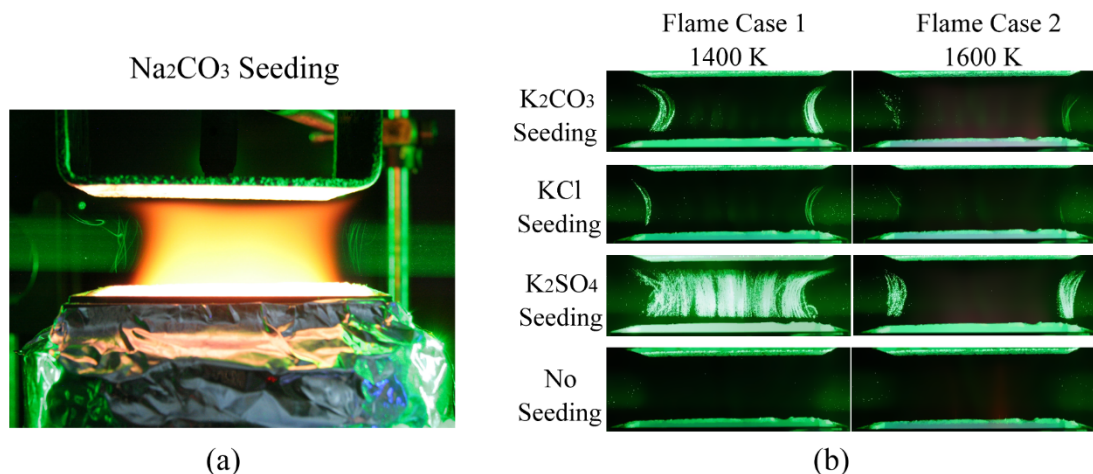 Na₂CO₃ Seeding
(a)
Flame Case 1
1400 K
Flame Case 2
1600 K
K₂CO₃
Seeding
KCl
Seeding
K₂SO₄
Seeding
No
Seeding
(b)